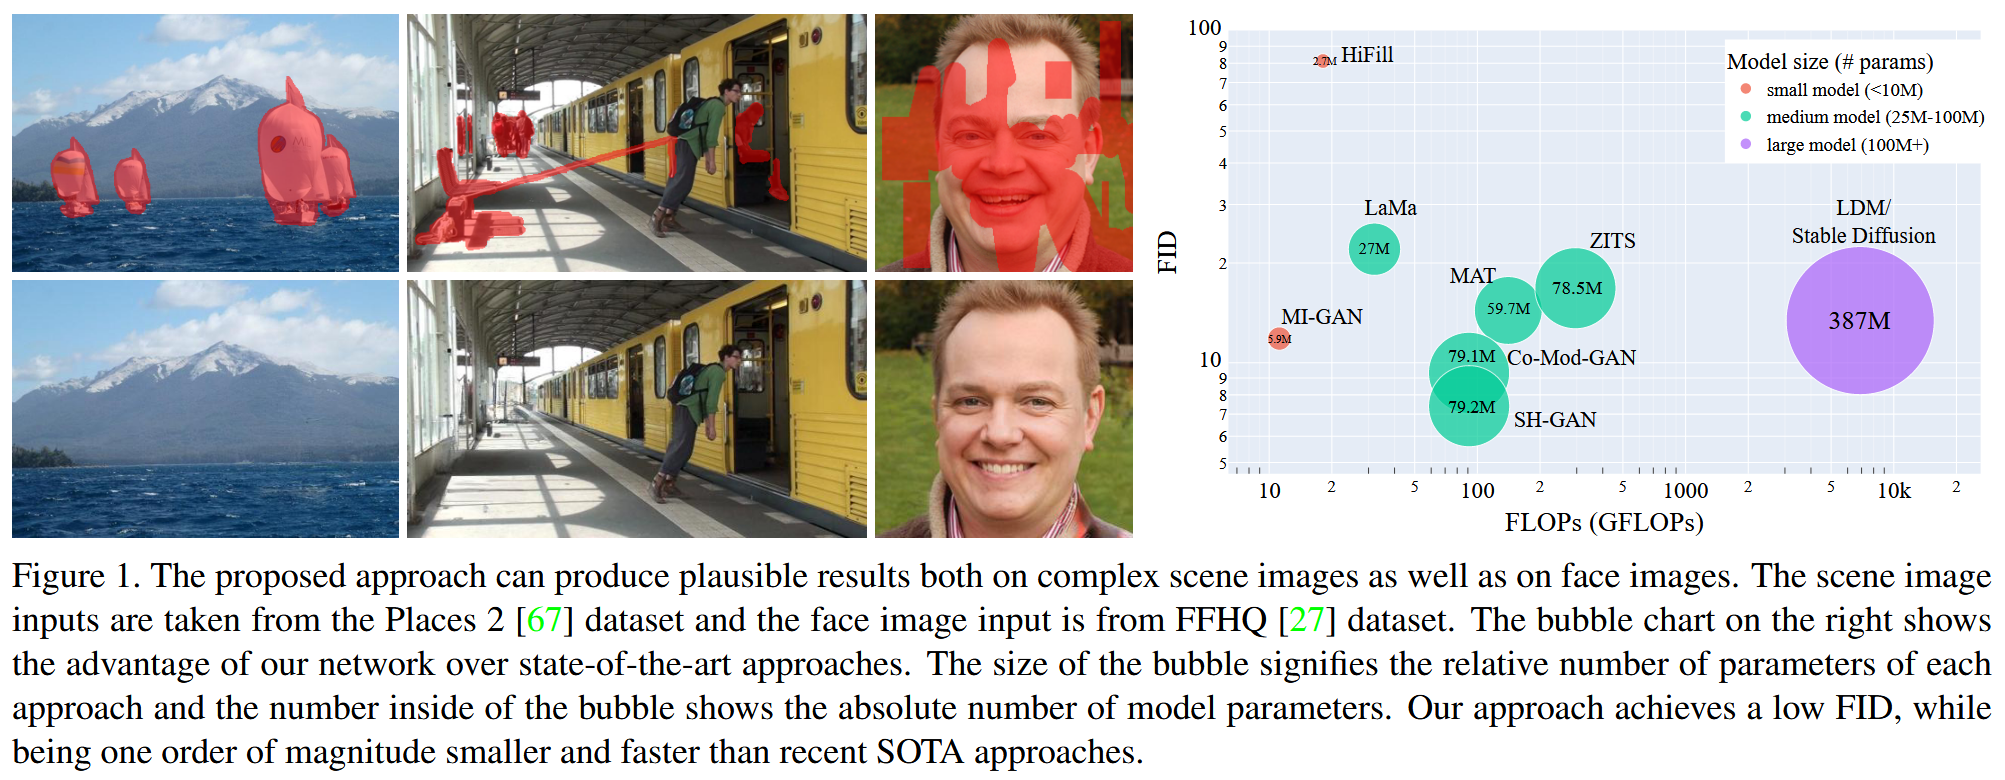 100
9
8
7
6
5
4
3
2
10
9
8
7
6
5
FID
10
2
5
100
2
5
1000
2
5
10k
2
FLOPs (GFLOPs)
Model size (# params)
small model (<10M)
medium model (25M-100M)
large model (100M+)
2.7M HiFill
LaMa
27M
ZITS
78.5M
MAT
59.7M
MI-GAN
5.9M
79.1M Co-Mod-GAN
79.2M
SH-GAN
LDM/
Stable Diffusion
387M
Figure 1. The proposed approach can produce plausible results both on complex scene images as well as on face images. The scene image
inputs are taken from the Places 2 [67] dataset and the face image input is from FFHQ [27] dataset. The bubble chart on the right shows
the advantage of our network over state-of-the-art approaches. The size of the bubble signifies the relative number of parameters of each
approach and the number inside of the bubble shows the absolute number of model parameters. Our approach achieves a low FID, while
being one order of magnitude smaller and faster than recent SOTA approaches.